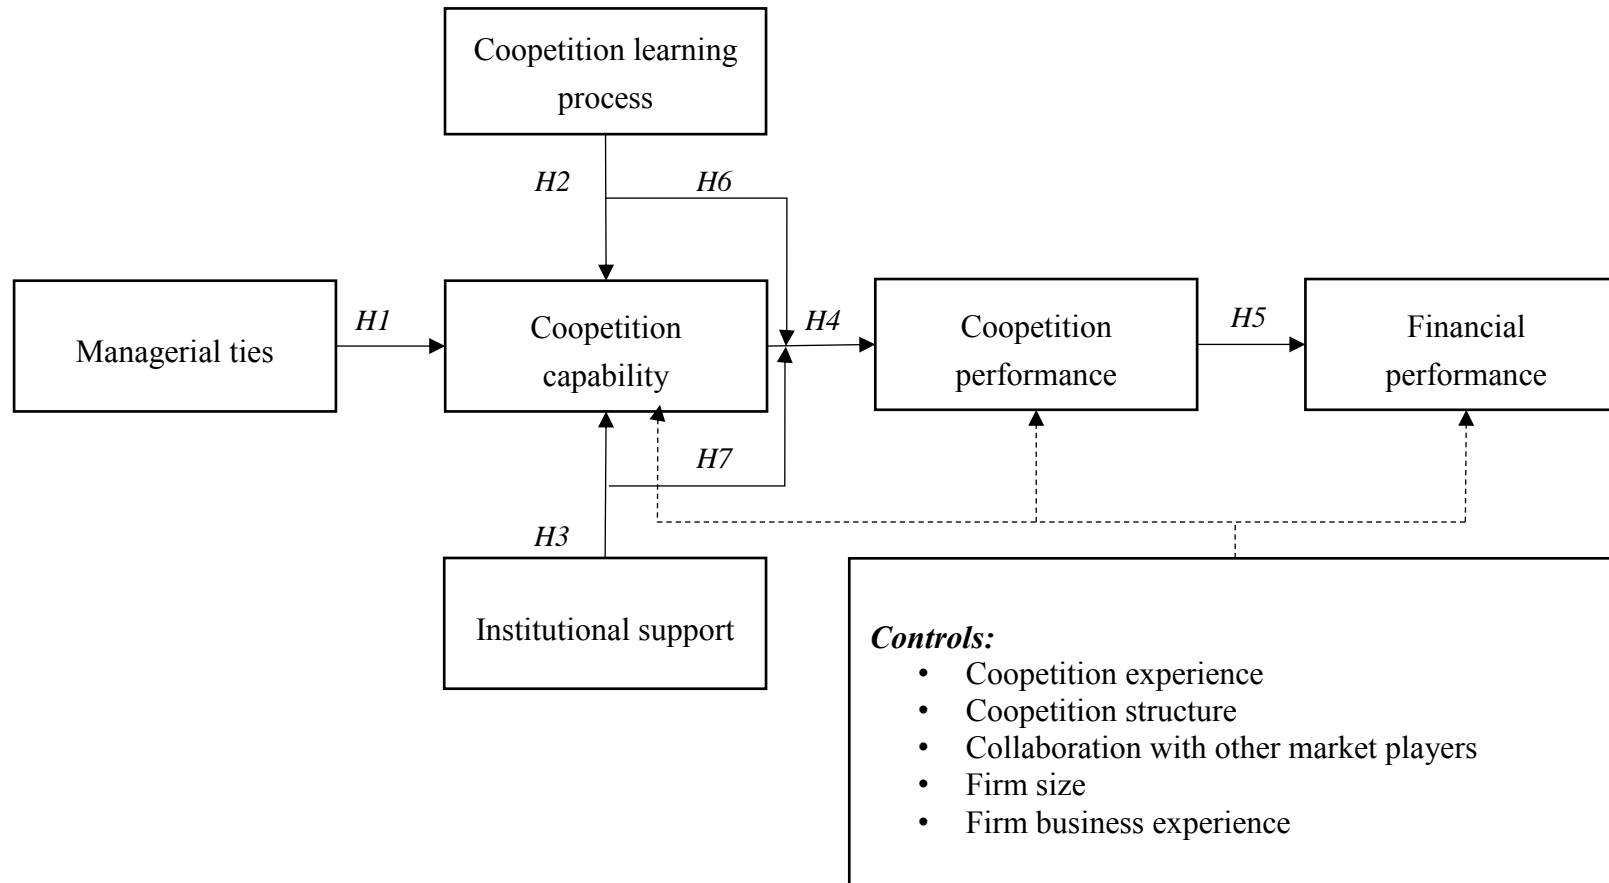 Coopetition learning
process
H2
H6
H1
H4
H5
Managerial ties
Coopetition
capability
Coopetition
performance
Financial
performance
H7
H3
Institutional support
Controls:
• Coopetition experience
• Coopetition structure
• Collaboration with other market players
• Firm size
• Firm business experience